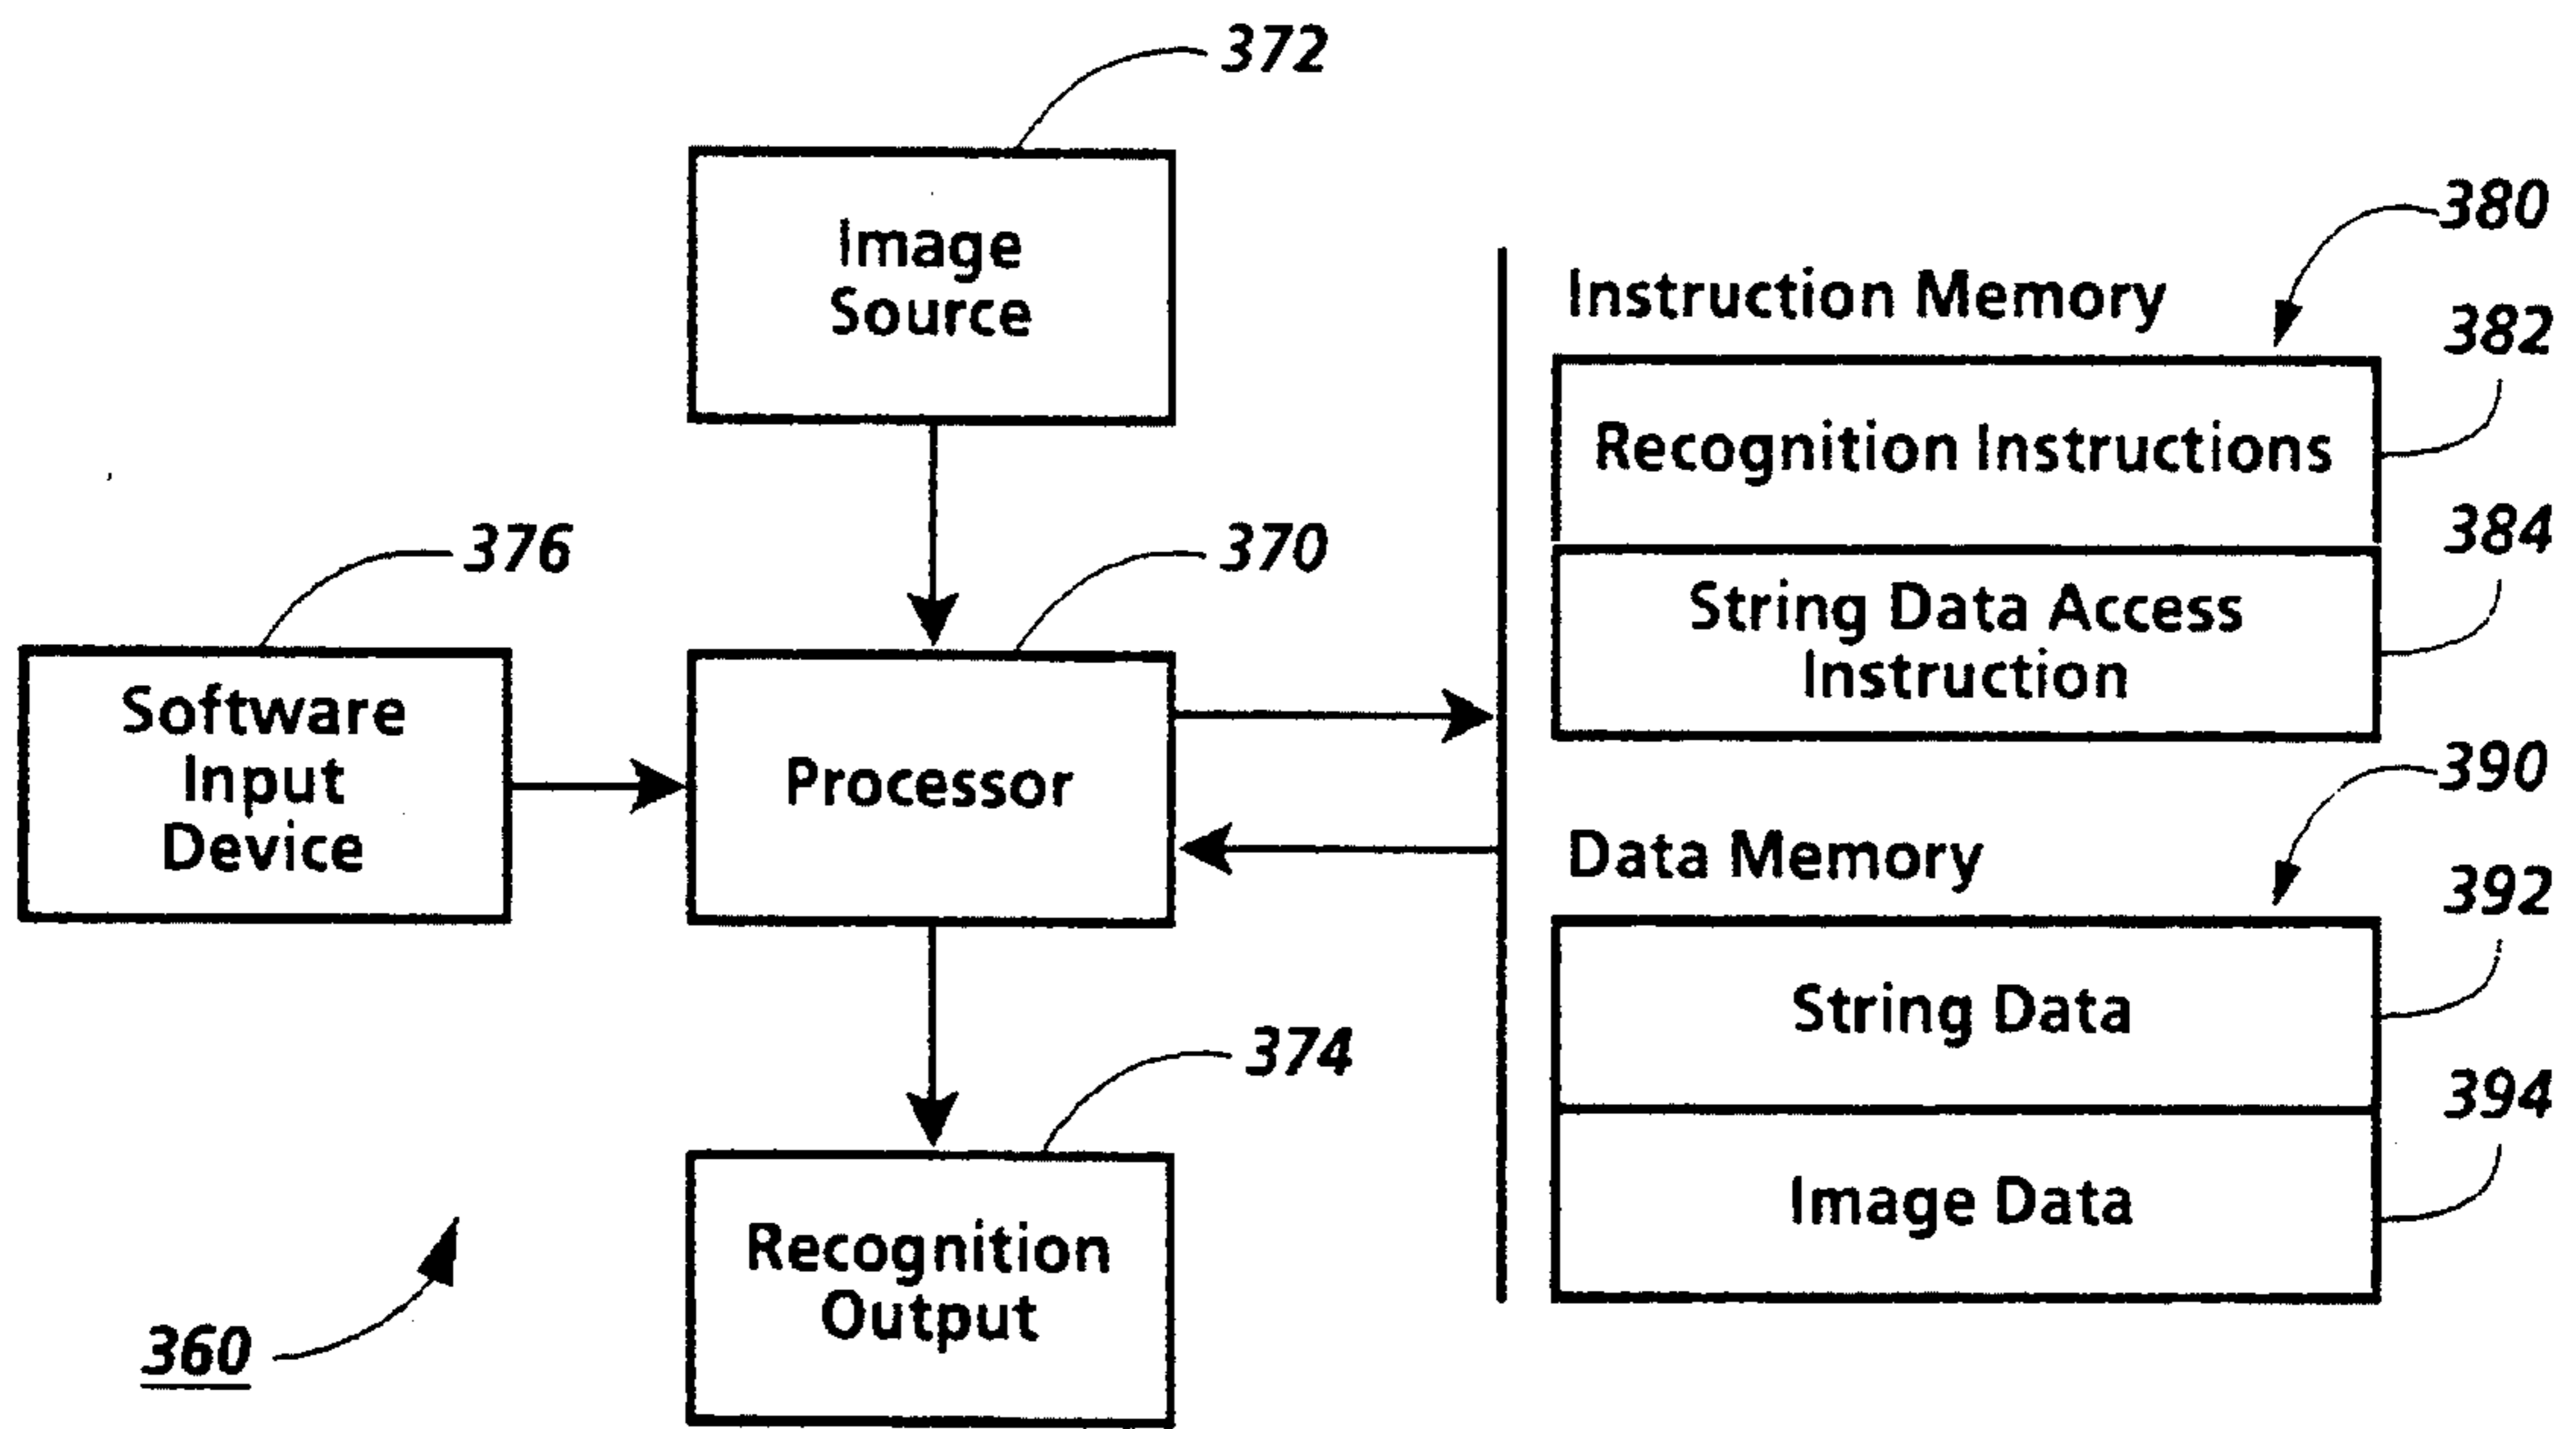 372
Image
Source
380
Instruction Memory
382
Recognition Instructions
384
String Data Access
Instruction
376
Software
Input
Device
370
Processor
390
Data Memory
392
String Data
394
Image Data
374
Recognition
Output
360